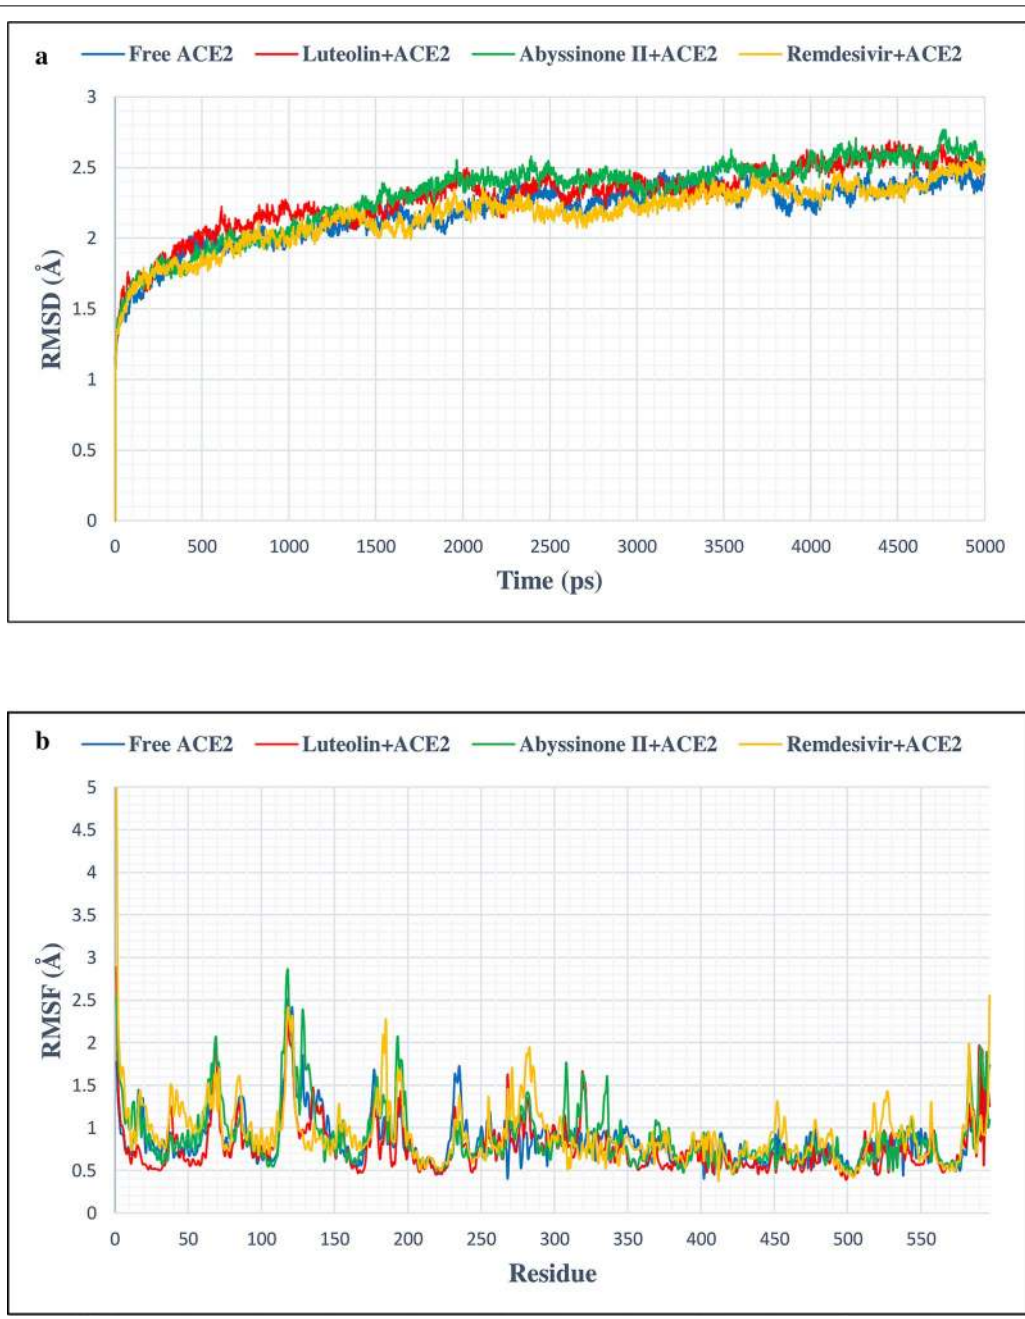 a
Free ACE2 Luteolin+ACE2 Abyssinone II+ACE2 Remdesivir+ACE2
3
2.5
2
1.5
1
0.5
0
RMSD (Å)
0 500 1000 1500 2000 2500 3000 3500 4000 4500 5000
Time (ps)
b
Free ACE2 Luteolin+ACE2 Abyssinone II+ACE2 Remdesivir+ACE2
5
4.5
4
3.5
3
2.5
2
1.5
1
0.5
0
RMSF (Å)
0 50 100 150 200 250 300 350 400 450 500 550
Residue